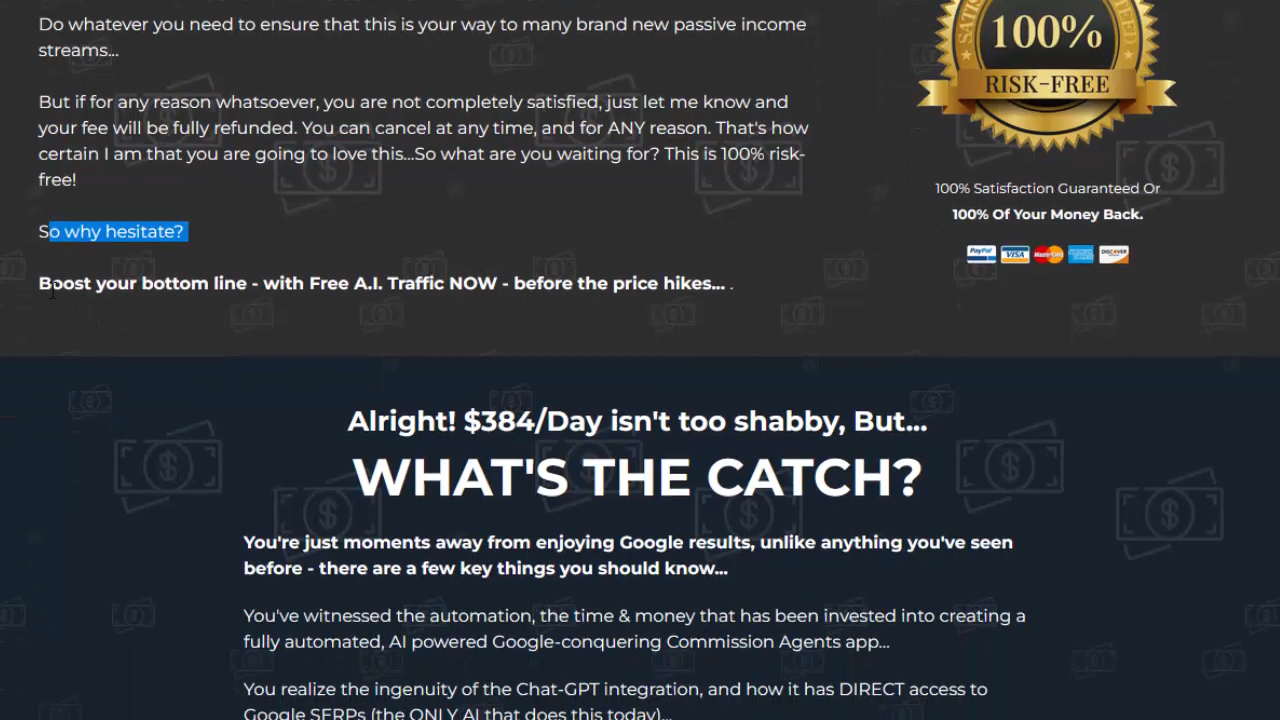 Do whatever you need to ensure that this is your way to many brand new passive income
streams...
But if for any reason whatsoever, you are not completely satisfied, just let me know and
your fee will be fully refunded. You can cancel at any time, and for ANY reason. That's how
certain I am that you are going to love this...So what are you waiting for? This is 100% risk-
free!
So why hesitate?
Boost your bottom line - with Free A.I. Traffic NOW - before the price hikes... .
100%
RISK-FREE
100% Satisfaction Guaranteed Or
100% Of Your Money Back.
PayPal VISA MasterCard DISCOVER
Alright! $384/Day isn't too shabby, But...
WHAT'S THE CATCH?
You're just moments away from enjoying Google results, unlike anything you've seen
before - there are a few key things you should know...
You've witnessed the automation, the time & money that has been invested into creating a
fully automated, AI powered Google-conquering Commission Agents app...
You realize the ingenuity of the Chat-GPT integration, and how it has DIRECT access to
Google SERPs (the ONLY AI that does this today)...